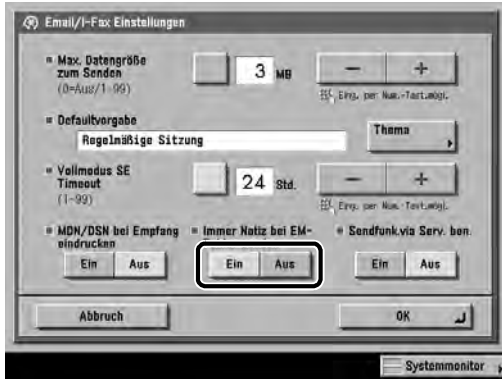 Email/I-Fax Einstellungen
Max. Datengröße
zum Senden
(0=Aus/1-99)
3 MB
− +
Eing. per Num.-Tast.mögl.
Defaultvorgabe
Regelmäßige Sitzung
Thema
Vollmodus SE
Timeout
(1-99)
24 Std.
− +
Eing. per Num.-Tast.mögl.
MDN/DSN bei Empfang
eindrucken
Ein Aus
Immer Notiz bei EM-
Ein Aus
Sendfunk.via Serv. ben.
Ein Aus
Abbruch
OK
Systemmonitor